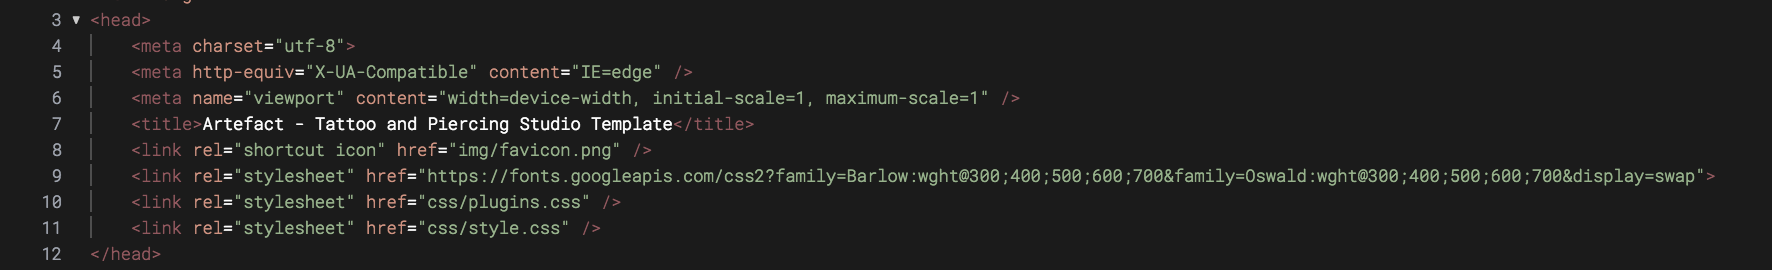 3 ▼ <head>
4 <meta charset="utf-8">
5 <meta http-equiv="X-UA-Compatible" content="IE=edge" />
6 <meta name="viewport" content="width=device-width, initial-scale=1, maximum-scale=1" />
7 <title>Artefact - Tattoo and Piercing Studio Template</title>
8 <link rel="shortcut icon" href="img/favicon.png" />
9 <link rel="stylesheet" href="https://fonts.googleapis.com/css2?family=Barlow:wght@300;400;500;600;700&family=Oswald:wght@300;400;500;600;700&display=swap">
10 <link rel="stylesheet" href="css/plugins.css" />
11 <link rel="stylesheet" href="css/style.css" />
12 </head>